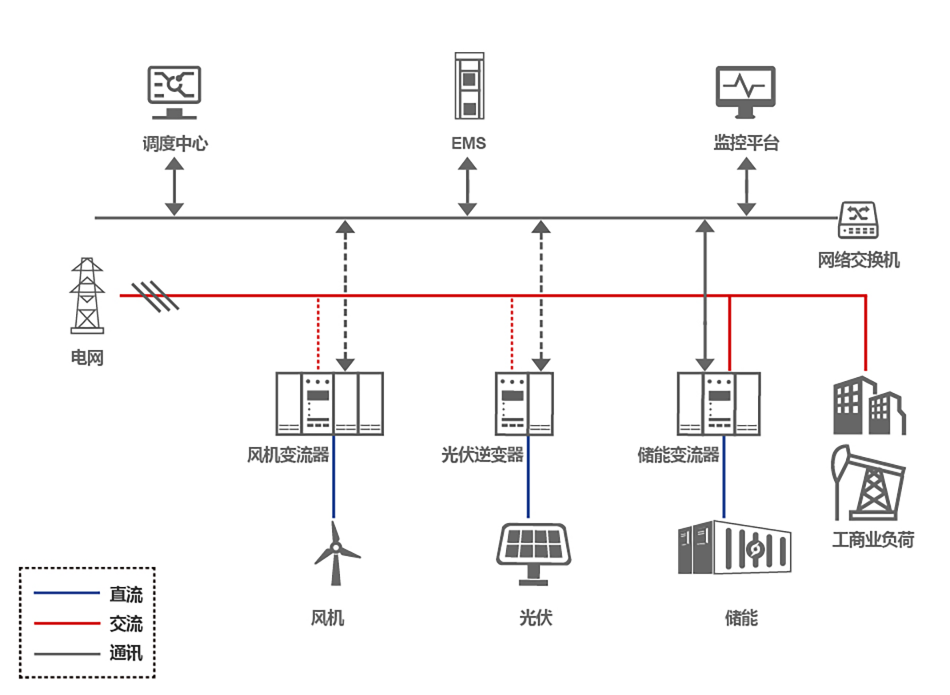 调度中心
EMS
监控平台
网络交换机
电网
风机变流器
光伏逆变器
储能变流器
工商业负荷
风机
光伏
储能
直流
交流
通讯